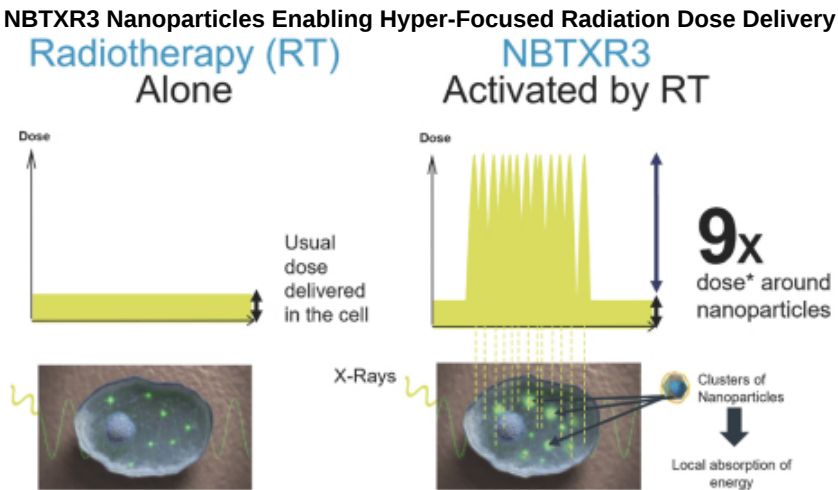 NBTXR3 Nanoparticles Enabling Hyper-Focused Radiation Dose Delivery
Radiotherapy (RT)
Alone
NBTXR3
Activated by RT
Dose
Usual
dose
delivered
in the cell
Dose
9x
dose* around
nanoparticles
X-Rays
Clusters of
Nanoparticles
Local absorption of
energy